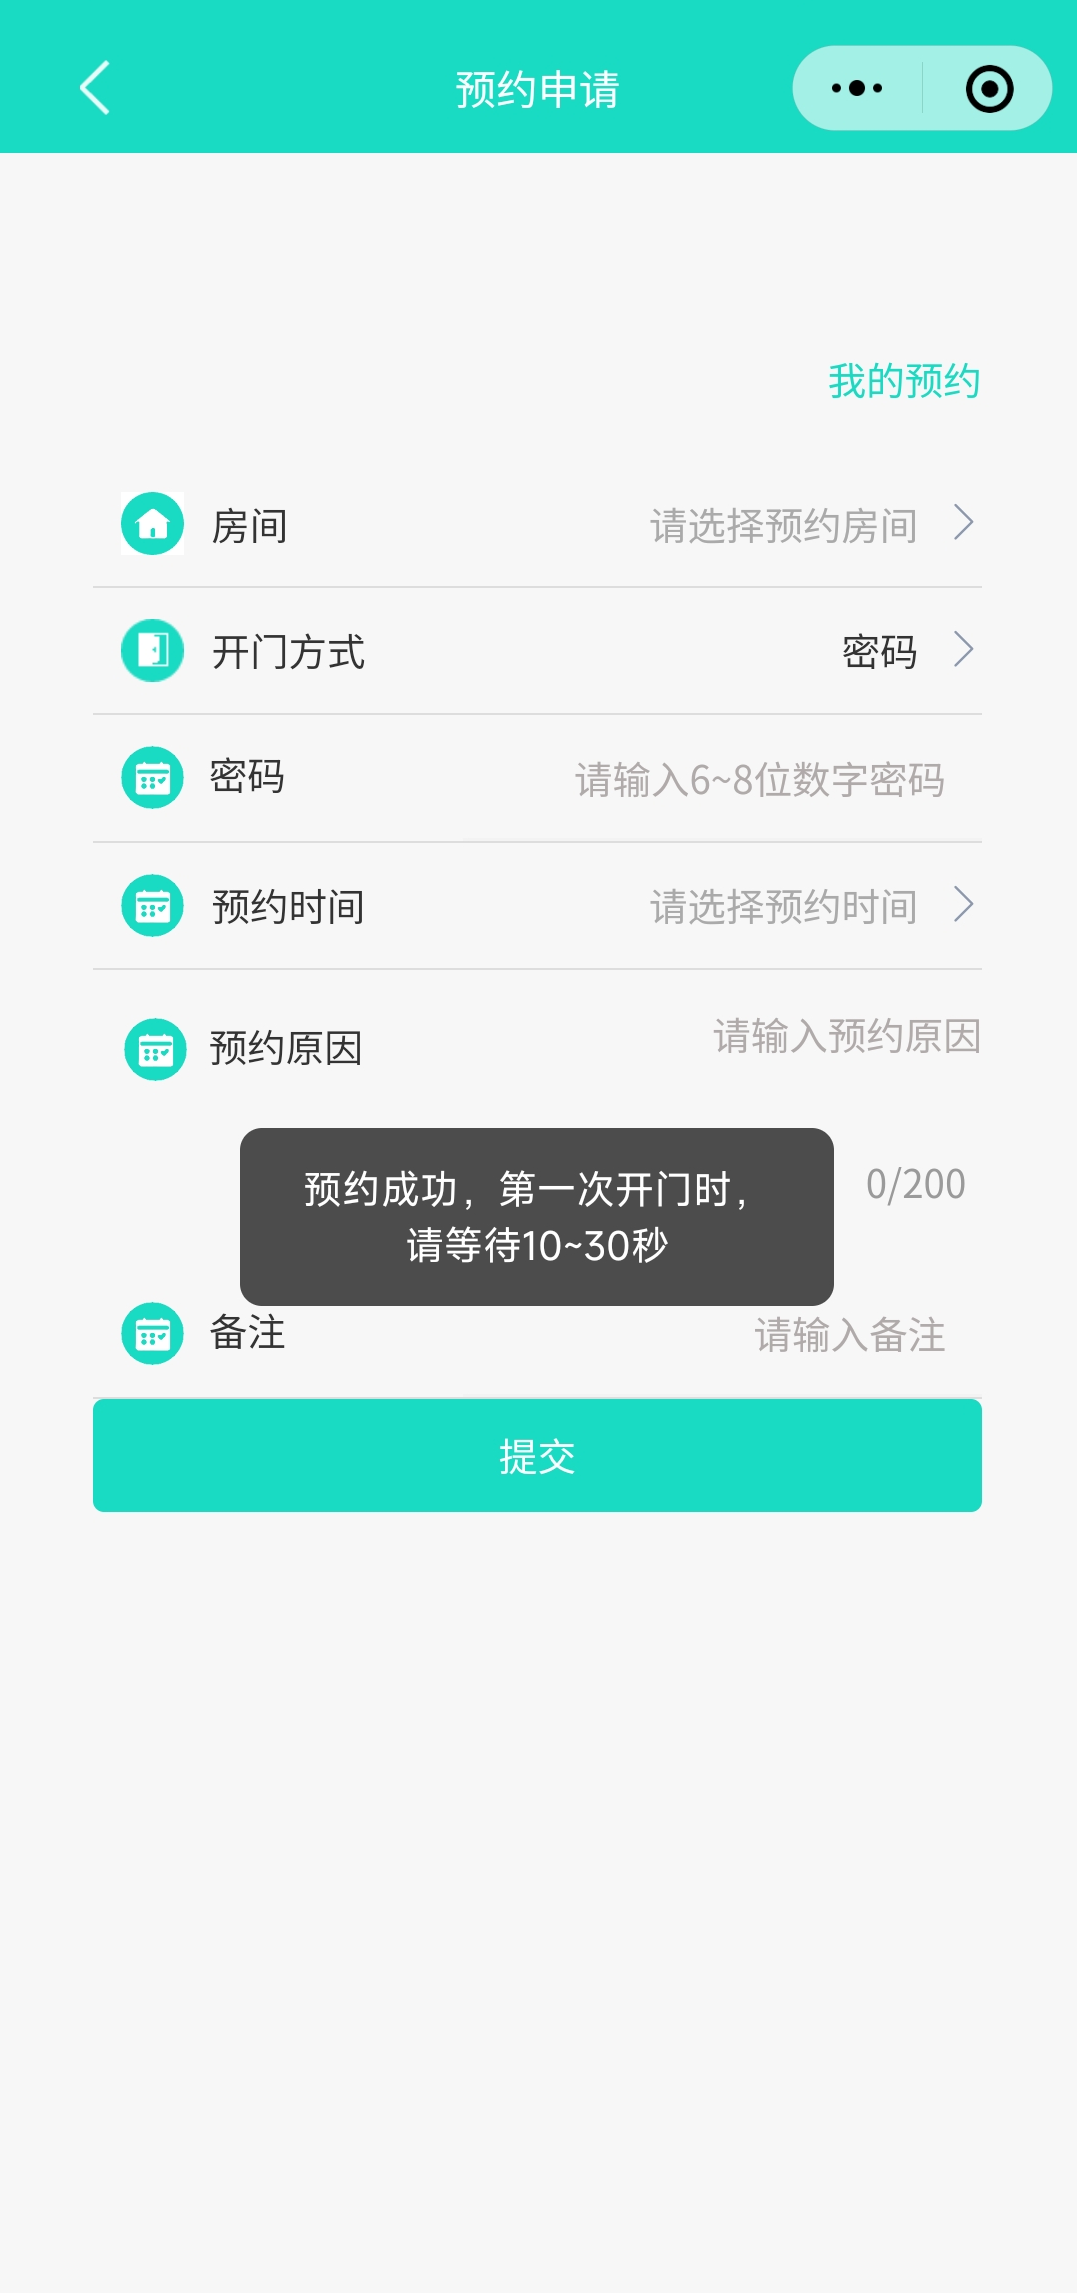 预约申请
我的预约
房间 请选择预约房间
开门方式 密码
密码 请输入6~8位数字密码
预约时间 请选择预约时间
预约原因 请输入预约原因
0/200
预约成功，第一次开门时，
请等待10~30秒
备注 请输入备注
提交